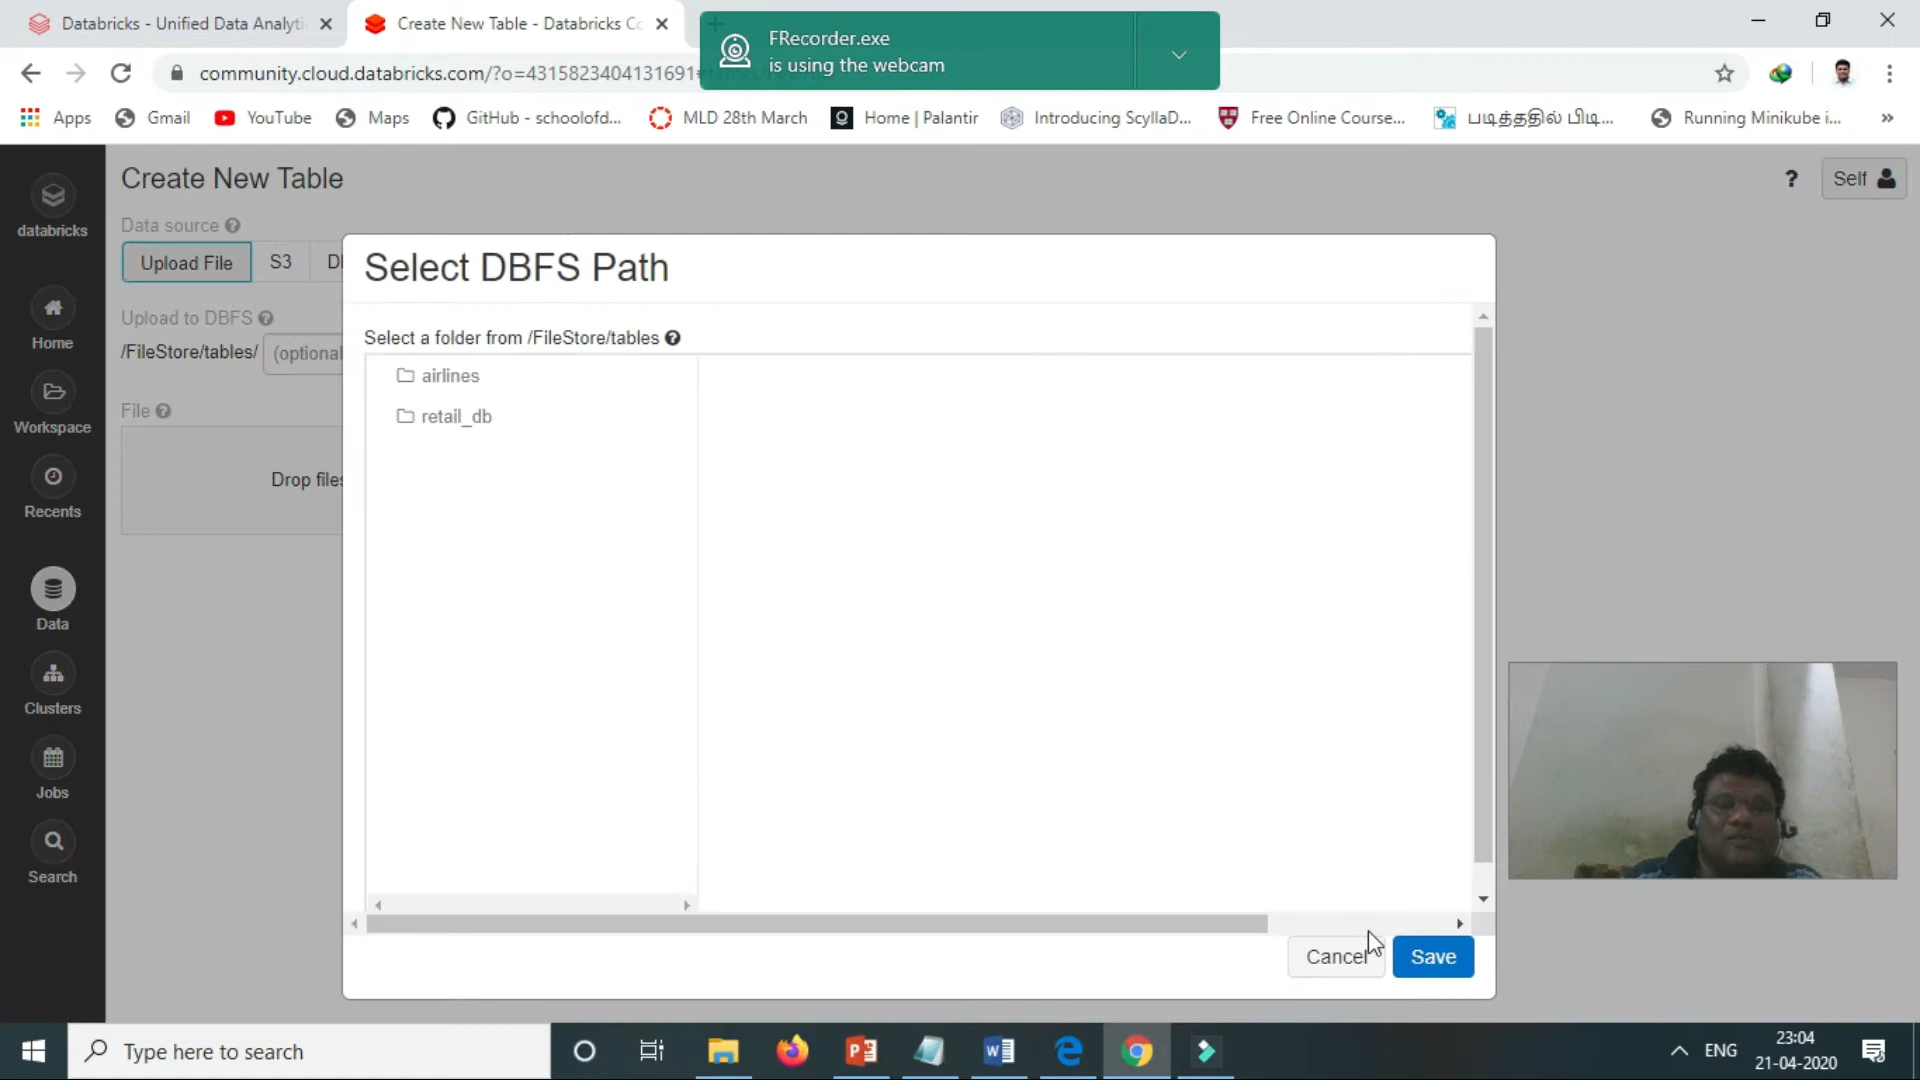 Databricks - Unified Data Analyti
Create New Table - Databricks Co
FRecorder.exe
is using the webcam
community.cloud.databricks.com/?o=4315823404131691#
Apps
Gmail
YouTube
Maps
GitHub - schoolofd...
MLD 28th March
Home | Palantir
Introducing ScyllaD...
Free Online Course...
படித்ததில் பிடி...
Running Minikube i...
»
Create New Table
?
Self
databricks
Data source
Upload File
S3
Select DBFS Path
Upload to DBFS
/FileStore/tables/
(optional
Select a folder from /FileStore/tables
airlines
retail_db
File
Drop files
Home
Workspace
Recents
Data
Clusters
Jobs
Search
Cancel
Save
Type here to search
ENG
23:04
21-04-2020